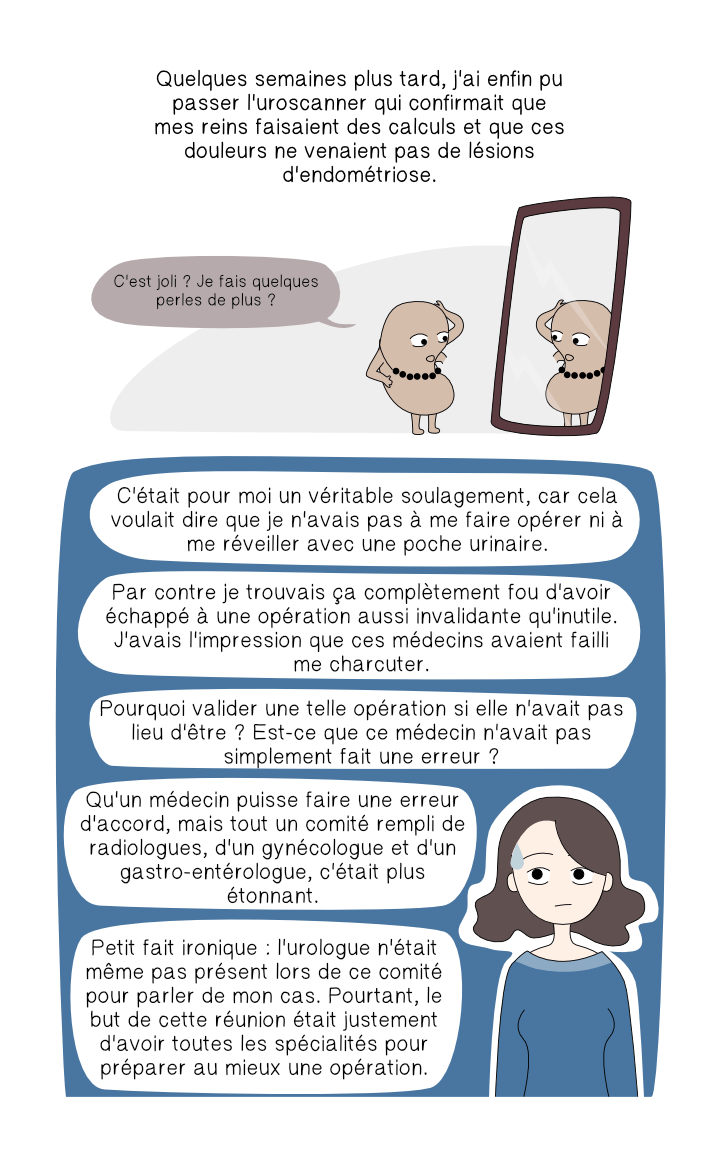 Quelques semaines plus tard, j'ai enfin pu
passer l'uroscanner qui confirmait que
mes reins faisaient des calculs et que ces
douleurs ne venaient pas de lésions
d'endométriose.
C'est joli ? Je fais quelques
perles de plus ?
C'était pour moi un véritable soulagement, car cela
voulait dire que je n'avais pas à me faire opérer ni à
me réveiller avec une poche urinaire.
Par contre je trouvais ça complètement fou d'avoir
échappé à une opération aussi invalidante qu'inutile.
J'avais l'impression que ces médecins avaient failli
me charcuter.
Pourquoi valider une telle opération si elle n'avait pas
lieu d'être ? Est-ce que ce médecin n'avait pas
simplement fait une erreur ?
Qu'un médecin puisse faire une erreur
d'accord, mais tout un comité rempli de
radiologues, d'un gynécologue et d'un
gastro-entérologue, c'était plus
étonnant.
Petit fait ironique : l'urologue n'était
même pas présent lors de ce comité
pour parler de mon cas. Pourtant, le
but de cette réunion était justement
d'avoir toutes les spécialités pour
préparer au mieux une opération.